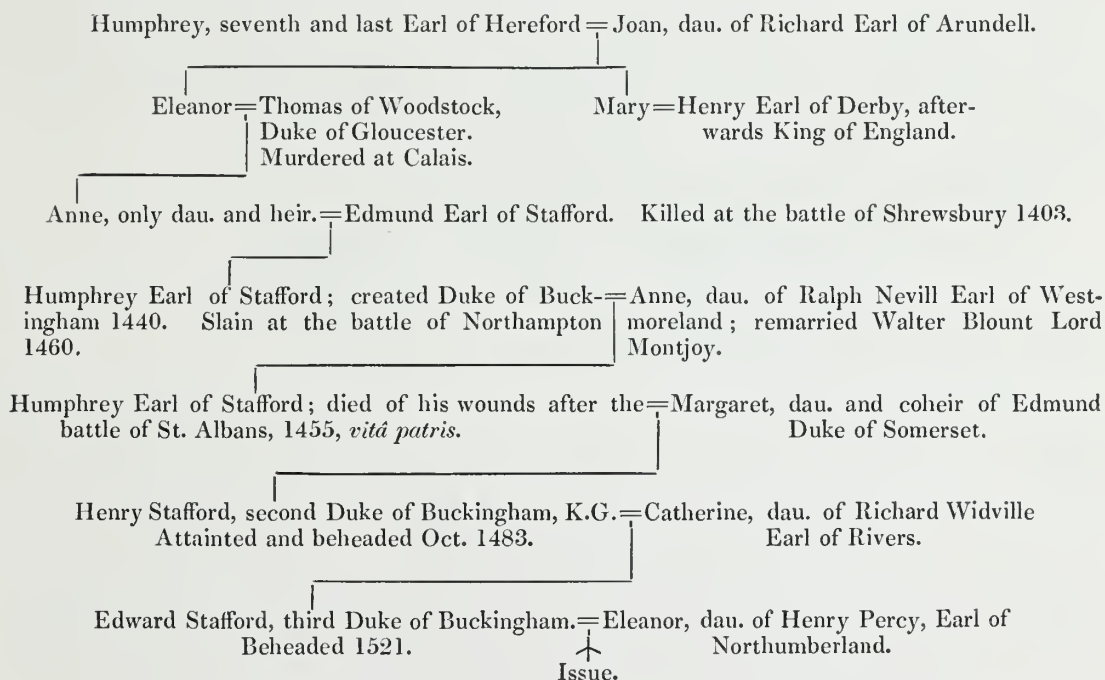 Humphrey, seventh and last Earl of Hereford=Joan, dau. of Richard Earl of Arundell.
Eleanor=Thomas of Woodstock, Duke of Gloucester. Murdered at Calais.
Mary=Henry Earl of Derby, afterwards King of England.
Anne, only dau. and heir.=Edmund Earl of Stafford. Killed at the battle of Shrewsbury 1403.
Humphrey Earl of Stafford; created Duke of Buck-
ingham 1440. Slain at the battle of Northampton
1460.
=Anne, dau. of Ralph Nevill Earl of West-
moreland; remarried Walter Blount Lord
Montjoy.
Humphrey Earl of Stafford; died of his wounds after the
battle of St. Albans, 1455, vitâ patris.
=Margaret, dau. and coheir of Edmund
Duke of Somerset.
Henry Stafford, second Duke of Buckingham, K.G.
Attainted and beheaded Oct. 1483.
=Catherine, dau. of Richard Widville
Earl of Rivers.
Edward Stafford, third Duke of Buckingham.
Beheaded 1521.
=Eleanor, dau. of Henry Percy, Earl of
Northumberland.
Issue.